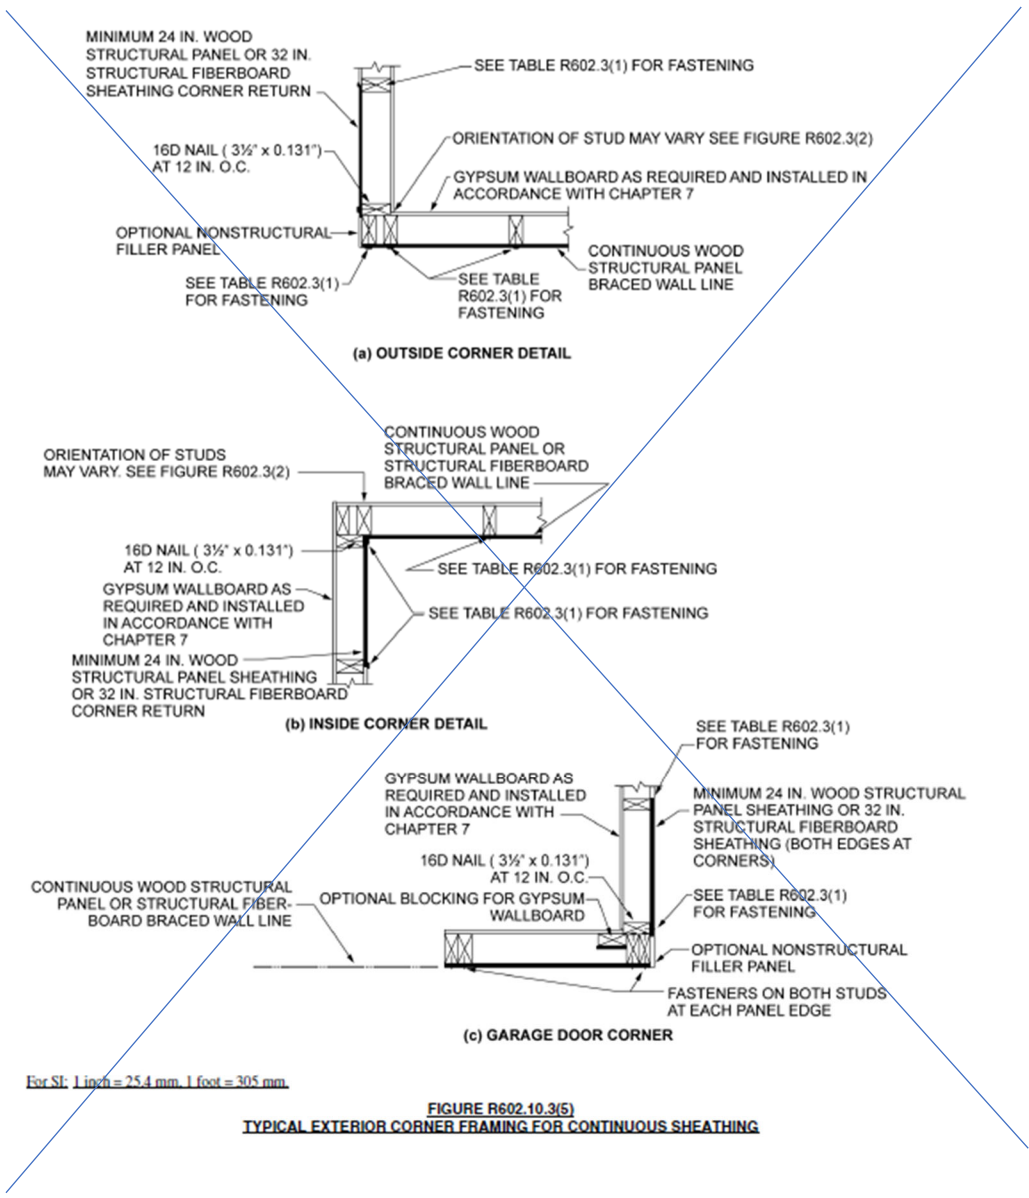 MINIMUM 24 IN. WOOD
STRUCTURAL PANEL OR 32 IN.
STRUCTURAL FIBERBOARD
SHEATHING CORNER RETURN
SEE TABLE R602.3(1) FOR FASTENING
16D NAIL ( 3½" x 0.131")
AT 12 IN. O.C.
ORIENTATION OF STUD MAY VARY SEE FIGURE R602.3(2)
GYPSUM WALLBOARD AS REQUIRED AND INSTALLED IN
ACCORDANCE WITH CHAPTER 7
OPTIONAL NONSTRUCTURAL
FILLER PANEL
SEE TABLE R602.3(1)
FOR FASTENING
SEE TABLE
R602.3(1) FOR
FASTENING
CONTINUOUS WOOD
STRUCTURAL PANEL
BRACED WALL LINE
(a) OUTSIDE CORNER DETAIL
ORIENTATION OF STUDS
MAY VARY. SEE FIGURE R602.3(2)
CONTINUOUS WOOD
STRUCTURAL PANEL OR
STRUCTURAL FIBERBOARD
BRACED WALL LINE
16D NAIL ( 3½" x 0.131")
AT 12 IN. O.C.
SEE TABLE R602.3(1) FOR FASTENING
GYPSUM WALLBOARD AS
REQUIRED AND INSTALLED
IN ACCORDANCE WITH
CHAPTER 7
SEE TABLE R602.3(1) FOR FASTENING
MINIMUM 24 IN. WOOD
STRUCTURAL PANEL SHEATHING
OR 32 IN. STRUCTURAL FIBERBOARD
CORNER RETURN
(b) INSIDE CORNER DETAIL
SEE TABLE R602.3(1)
FOR FASTENING
GYPSUM WALLBOARD AS
REQUIRED AND INSTALLED
IN ACCORDANCE WITH
CHAPTER 7
MINIMUM 24 IN. WOOD STRUCTURAL
PANEL SHEATHING OR 32 IN.
STRUCTURAL FIBERBOARD
SHEATHING (BOTH EDGES AT
CORNERS)
16D NAIL ( 3½" x 0.131")
AT 12 IN. O.C.
OPTIONAL BLOCKING FOR GYPSUM
WALLBOARD
CONTINUOUS WOOD STRUCTURAL
PANEL OR STRUCTURAL FIBER-
BOARD BRACED WALL LINE
SEE TABLE R602.3(1)
FOR FASTENING
OPTIONAL NONSTRUCTURAL
FILLER PANEL
FASTENERS ON BOTH STUDS
AT EACH PANEL EDGE
(c) GARAGE DOOR CORNER
For SI: 1 inch = 25.4 mm, 1 foot = 305 mm.
FIGURE R602.10.3(5)
TYPICAL EXTERIOR CORNER FRAMING FOR CONTINUOUS SHEATHING